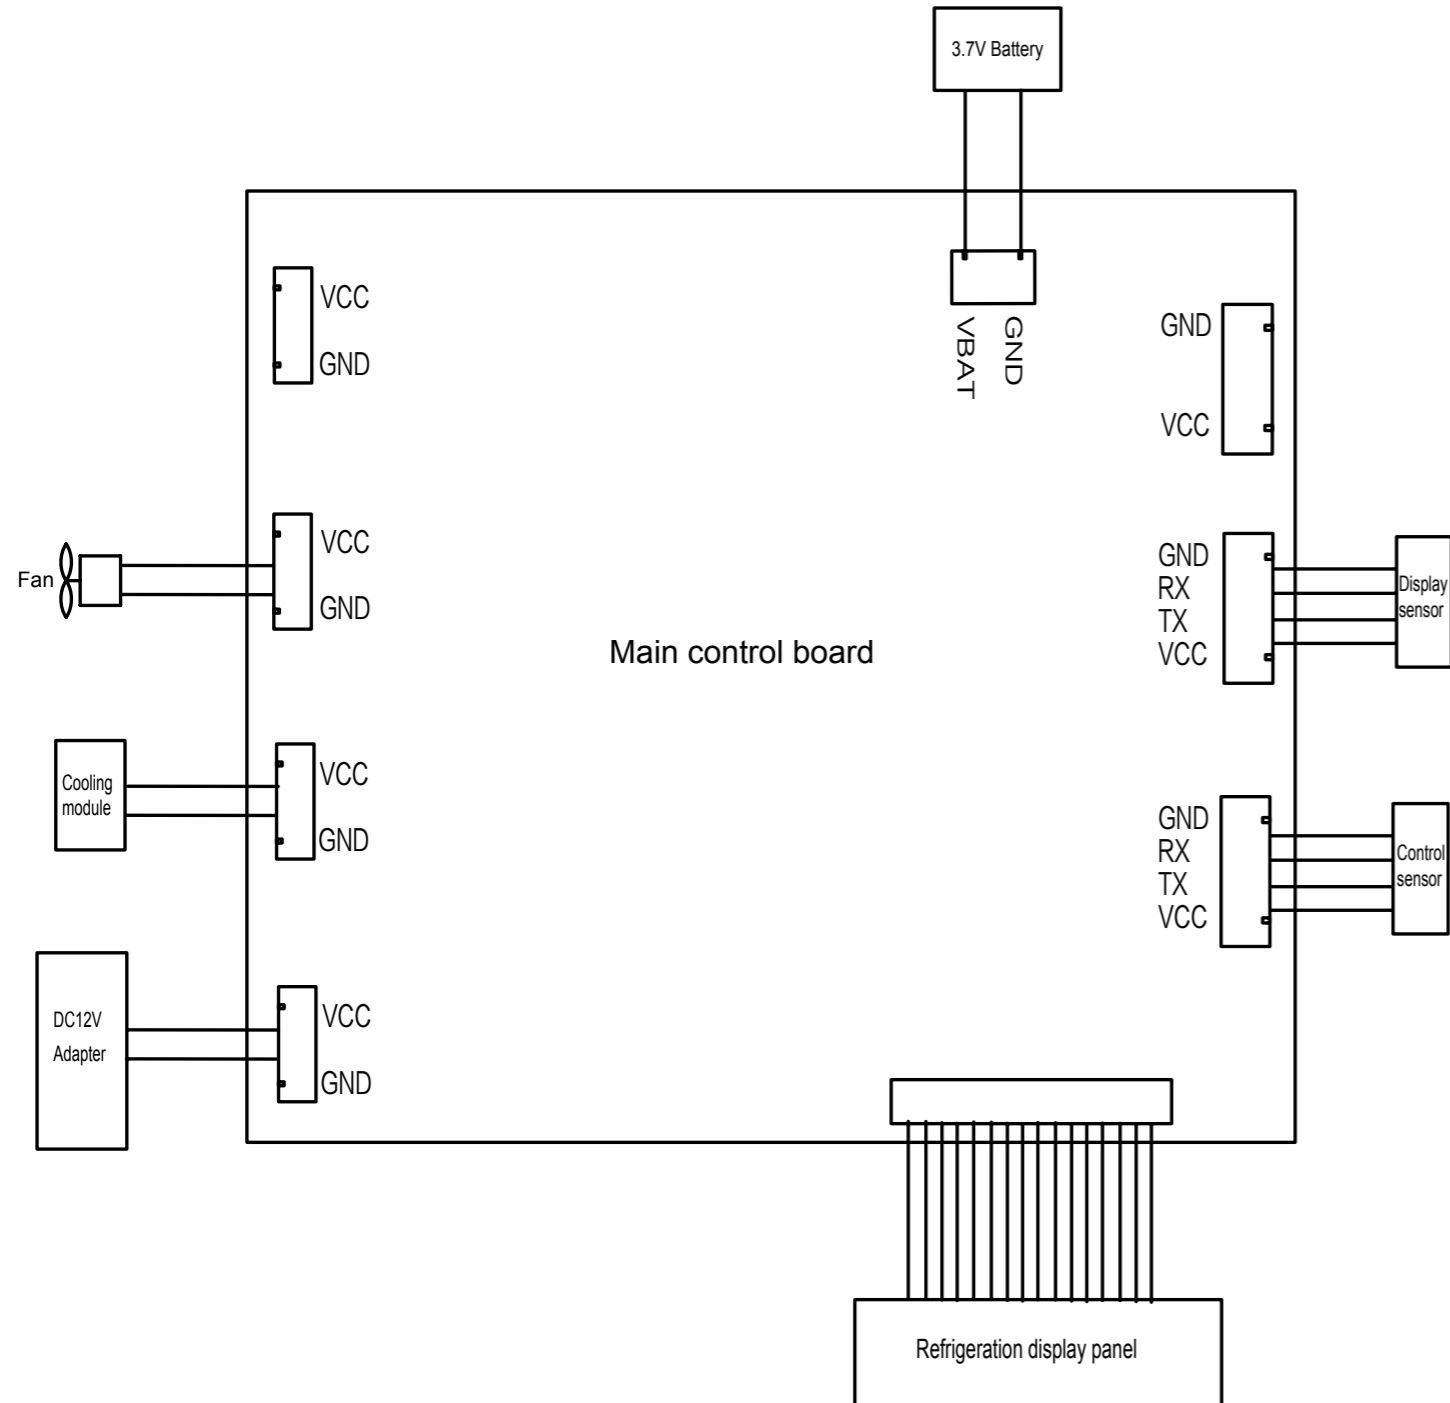 3.7V Battery
VBAT
GND
VCC
GND
GND
VCC
Fan
VCC
GND
Main control board
GND
RX
TX
VCC
Display
sensor
Cooling
module
VCC
GND
GND
RX
TX
VCC
Control
sensor
DC12V
Adapter
VCC
GND
Refrigeration display panel